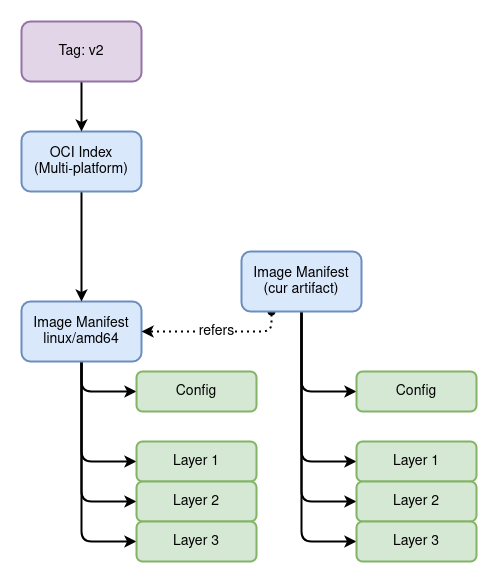 Tag: v2
OCI Index
(Multi-platform)
Image Manifest
(cur artifact)
Image Manifest
linux/amd64
refers
Config
Config
Layer 1
Layer 1
Layer 2
Layer 2
Layer 3
Layer 3